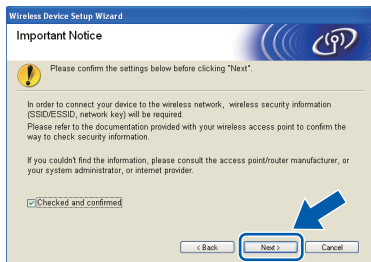 Wireless Device Setup Wizard
Important Notice
Please confirm the settings below before clicking "Next".
In order to connect your device to the wireless network, wireless security information
(SSID/ESSID, network key) will be required.
Please refer to the documentation provided with your wireless access point to confirm the
way to check security information.
If you couldn't find the information, please consult the access point/router manufacturer, or
your system administrator, or internet provider.
Checked and confirmed
< Back
Next >
Cancel